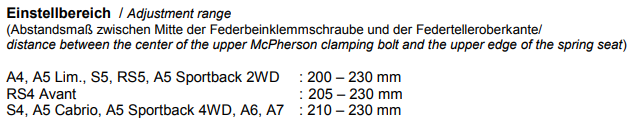 Einstellbereich / Adjustment range
(Abstandsmaß zwischen Mitte der Federbeinklemmschraube und der Federtelleroberkante/
distance between the center of the upper McPherson clamping bolt and the upper edge of the spring seat)
A4, A5 Lim., S5, RS5, A5 Sportback 2WD : 200 – 230 mm
RS4 Avant : 205 – 230 mm
S4, A5 Cabrio, A5 Sportback 4WD, A6, A7 : 210 – 230 mm